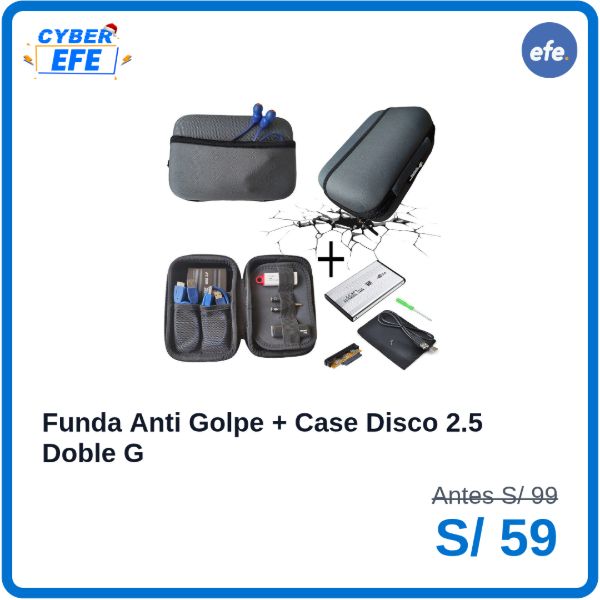 CYBER
EFE
efe.
Funda Anti Golpe + Case Disco 2.5
Doble G
Antes S/ 99
S/ 59